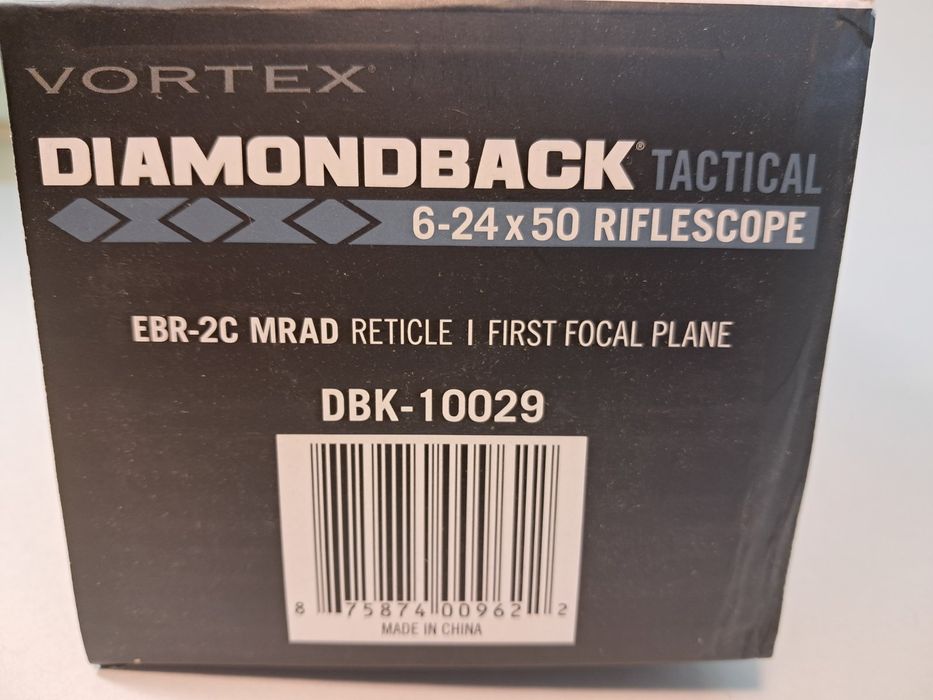 VORTEX®
DIAMONDBACK® TACTICAL
6-24x50 RIFLESCOPE
EBR-2C MRAD RETICLE | FIRST FOCAL PLANE
DBK-10029
8 75874 00962 2
MADE IN CHINA